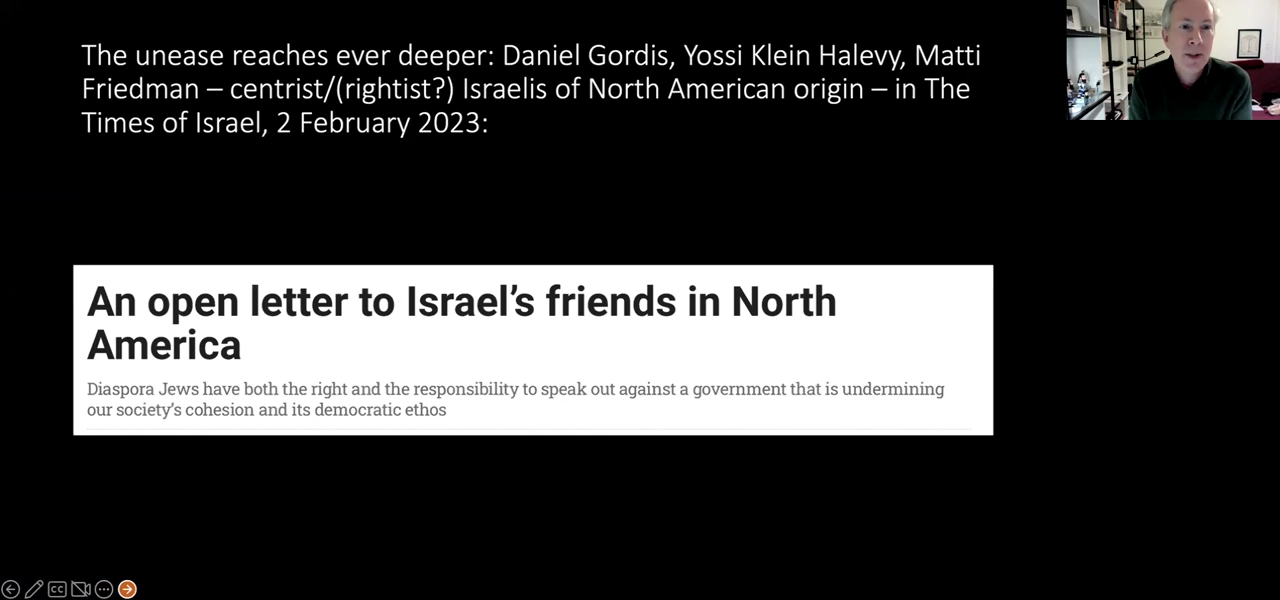 The unease reaches ever deeper: Daniel Gordis, Yossi Klein Halevy, Matti
Friedman – centrist/(rightist?) Israelis of North American origin – in The
Times of Israel, 2 February 2023:
An open letter to Israel’s friends in North
America
Diaspora Jews have both the right and the responsibility to speak out against a government that is undermining
our society’s cohesion and its democratic ethos
CC